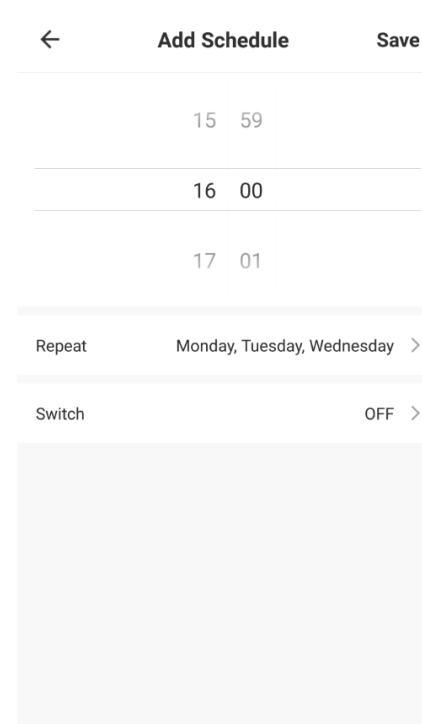 Add Schedule Save
15 59
16 00
17 01
Repeat Monday, Tuesday, Wednesday
Switch OFF